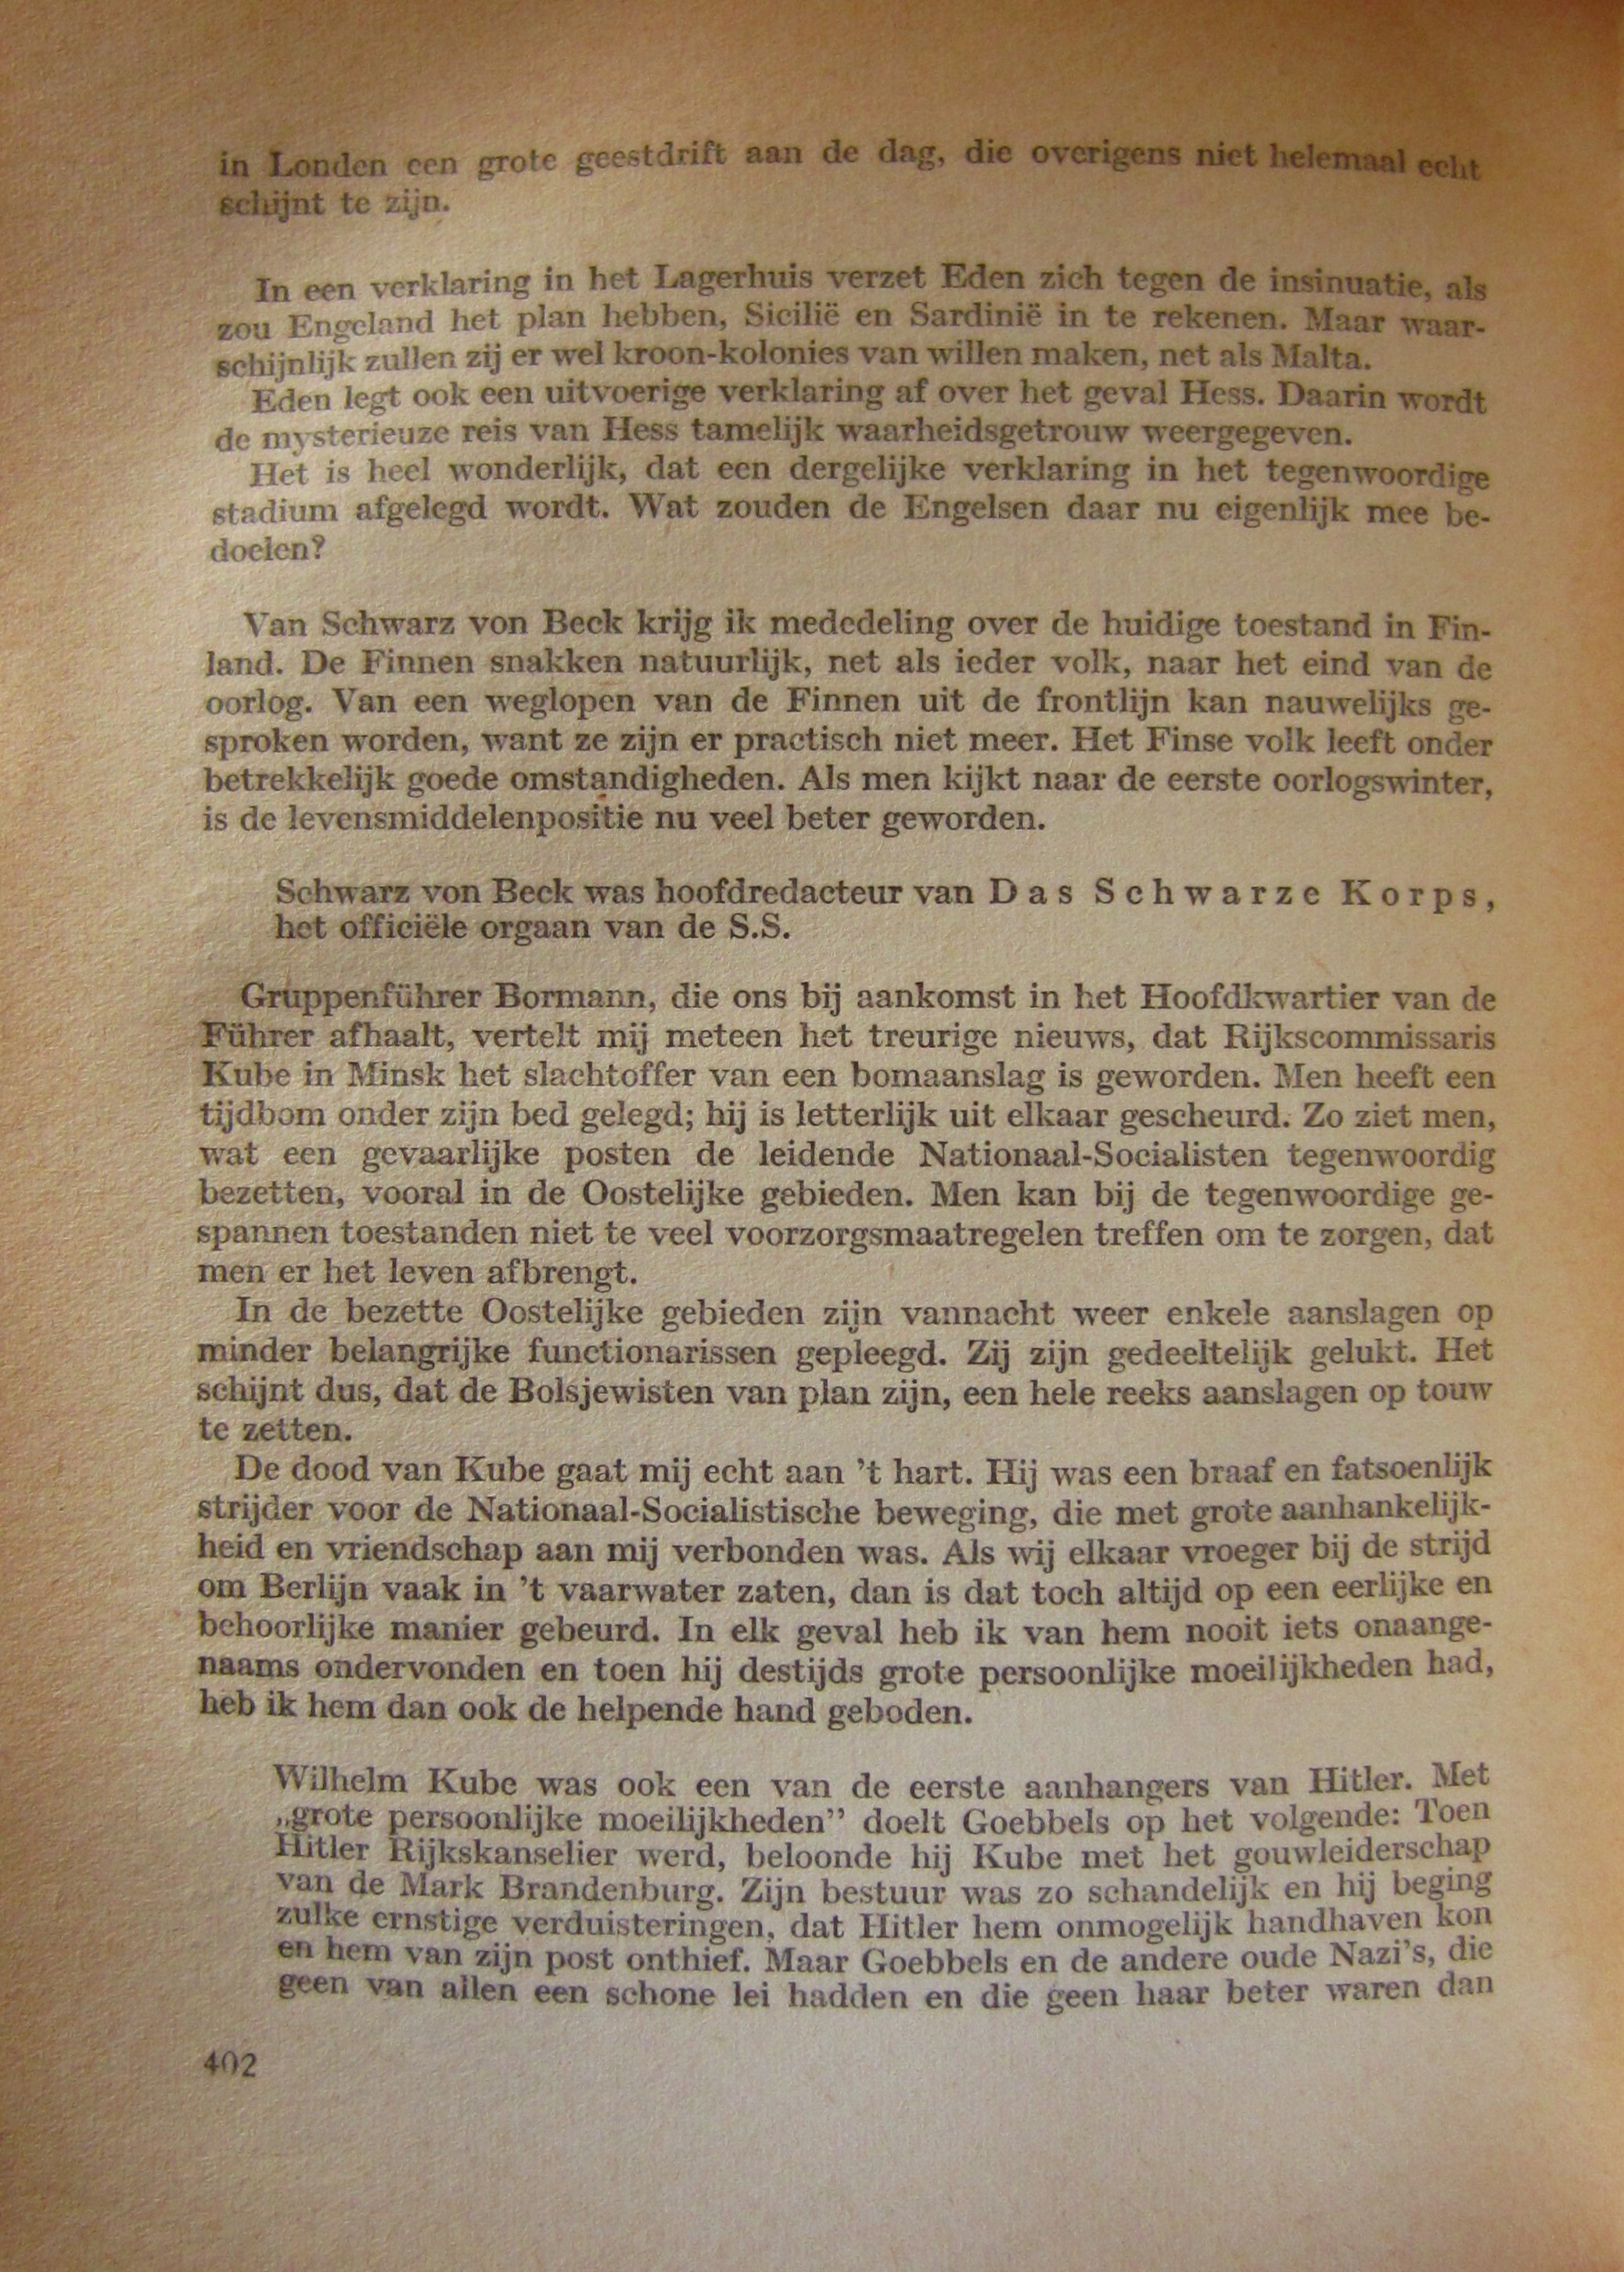 in Londen een grote geestdrift aan de dag, die overigens niet helemaal echt
schijnt te zijn.
In een verklaring in het Lagerhuis verzet Eden zich tegen de insinuatie, als
zou Engeland het plan hebben, Sicilië en Sardinië in te rekenen. Maar waar-
schijnlijk zullen zij er wel kroon-kolonies van willen maken, net als Malta.
Eden legt ook een uitvoerige verklaring af over het geval Hess. Daarin wordt
de mysterieuze reis van Hess tamelijk waarheidsgetrouw weergegeven.
Het is heel wonderlijk, dat een dergelijke verklaring in het tegenwoordige
stadium afgelegd wordt. Wat zouden de Engelsen daar nu eigenlijk mee be-
doelen?
Van Schwarz von Beck krijg ik mededeling over de huidige toestand in Fin-
land. De Finnen snakken natuurlijk, net als ieder volk, naar het eind van de
oorlog. Van een weglopen van de Finnen uit de frontlijn kan nauwelijks ge-
sproken worden, want ze zijn er practisch niet meer. Het Finse volk leeft onder
betrekkelijk goede omstandigheden. Als men kijkt naar de eerste oorlogswinter,
is de levensmiddelenpositie nu veel beter geworden.
Schwarz von Beck was hoofdredacteur van Das Schwarze Korps,
het officiële orgaan van de S.S.
Gruppenführer Bormann, die ons bij aankomst in het Hoofdkwartier van de
Führer afhaalt, vertelt mij meteen het treurige nieuws, dat Rijkscommissaris
Kube in Minsk het slachtoffer van een bomaanslag is geworden. Men heeft een
tijdbom onder zijn bed gelegd; hij is letterlijk uit elkaar gescheurd. Zo ziet men,
wat een gevaarlijke posten de leidende Nationaal-Socialisten tegenwoordig
bezetten, vooral in de Oostelijke gebieden. Men kan bij de tegenwoordige ge-
spannen toestanden niet te veel voorzorgsmaatregelen treffen om te zorgen, dat
men er het leven afbrengt.
In de bezette Oostelijke gebieden zijn vannacht weer enkele aanslagen op
minder belangrijke functionarissen gepleegd. Zij zijn gedeeltelijk gelukt. Het
schijnt dus, dat de Bolsjewisten van plan zijn, een hele reeks aanslagen op touw
te zetten.
De dood van Kube gaat mij echt aan 't hart. Hij was een braaf en fatsoenlijk
strijder voor de Nationaal-Socialistische beweging, die met grote aanhankelijk-
heid en vriendschap aan mij verbonden was. Als wij elkaar vroeger bij de strijd
om Berlijn vaak in 't vaarwater zaten, dan is dat toch altijd op een eerlijke en
behoorlijke manier gebeurd. In elk geval heb ik van hem nooit iets onaange-
naams ondervonden en toen hij destijds grote persoonlijke moeilijkheden had,
heb ik hem dan ook de helpende hand geboden.
Wilhelm Kube was ook een van de eerste aanhangers van Hitler. Met
„grote persoonlijke moeilijkheden” doelt Goebbels op het volgende: Toen
Hitler Rijkskanselier werd, beloonde hij Kube met het gouwleiderschap
van de Mark Brandenburg. Zijn bestuur was zo schandelijk en hij beging
zulke ernstige verduisteringen, dat Hitler hem onmogelijk handhaven kon
en hem van zijn post onthief. Maar Goebbels en de andere oude Nazi's, die
geen van allen een schone lei hadden en die geen haar beter waren dan
402